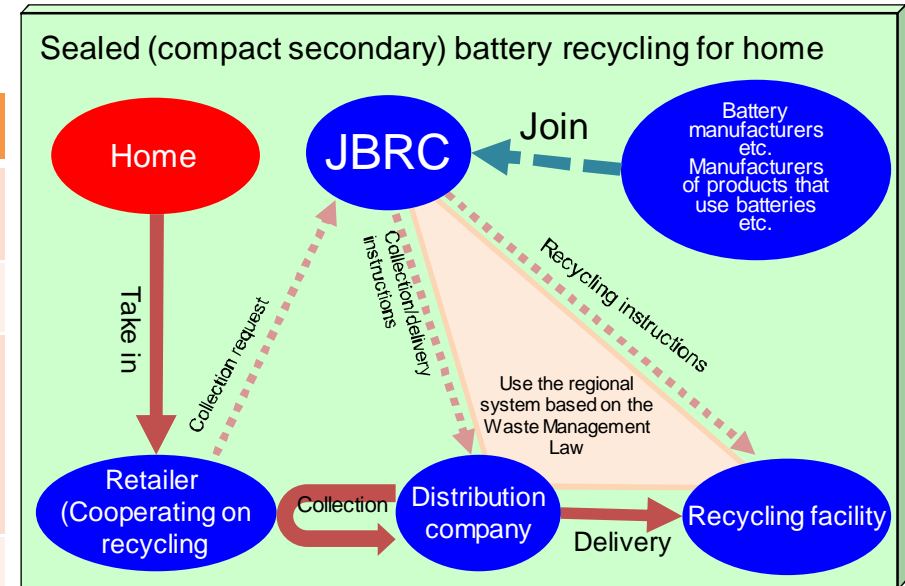 Sealed (compact secondary) battery recycling for home
Home
JBRC
Join
Battery
manufacturers
etc.
Manufacturers
of products that
use batteries
etc.
Take in
Collection request
Collection/delivery
instructions
Recycling instructions
Use the regional
system based on the
Waste Management
Law
Retailer
(Cooperating on
recycling
Collection
Distribution
company
Delivery
Recycling facility